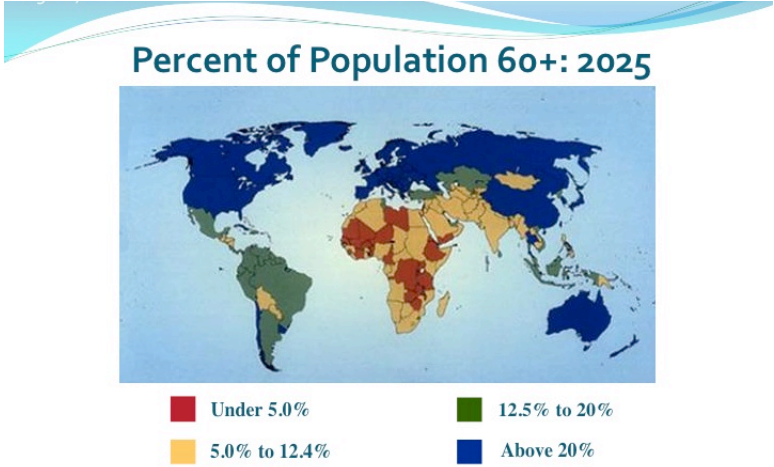 Percent of Population 60+: 2025
Under 5.0%
12.5% to 20%
5.0% to 12.4%
Above 20%